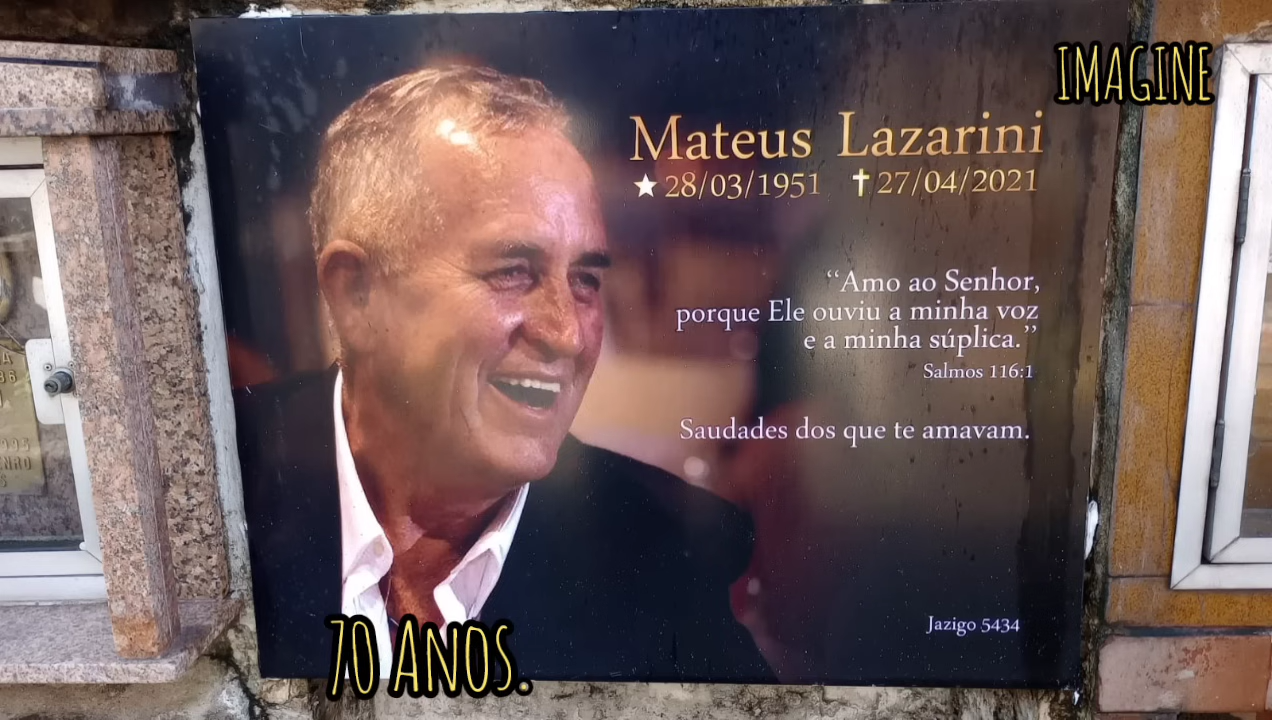 IMAGINE
Mateus Lazarini
28/03/1951 27/04/2021
“Amo ao Senhor,
porque Ele ouviu a minha voz
e a minha súplica.”
Salmos 116:1
Saudades dos que te amavam.
Jazigo 5434
70 ANOS.